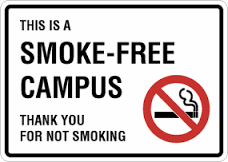 THIS IS A
SMOKE-FREE
CAMPUS
THANK YOU
FOR NOT SMOKING